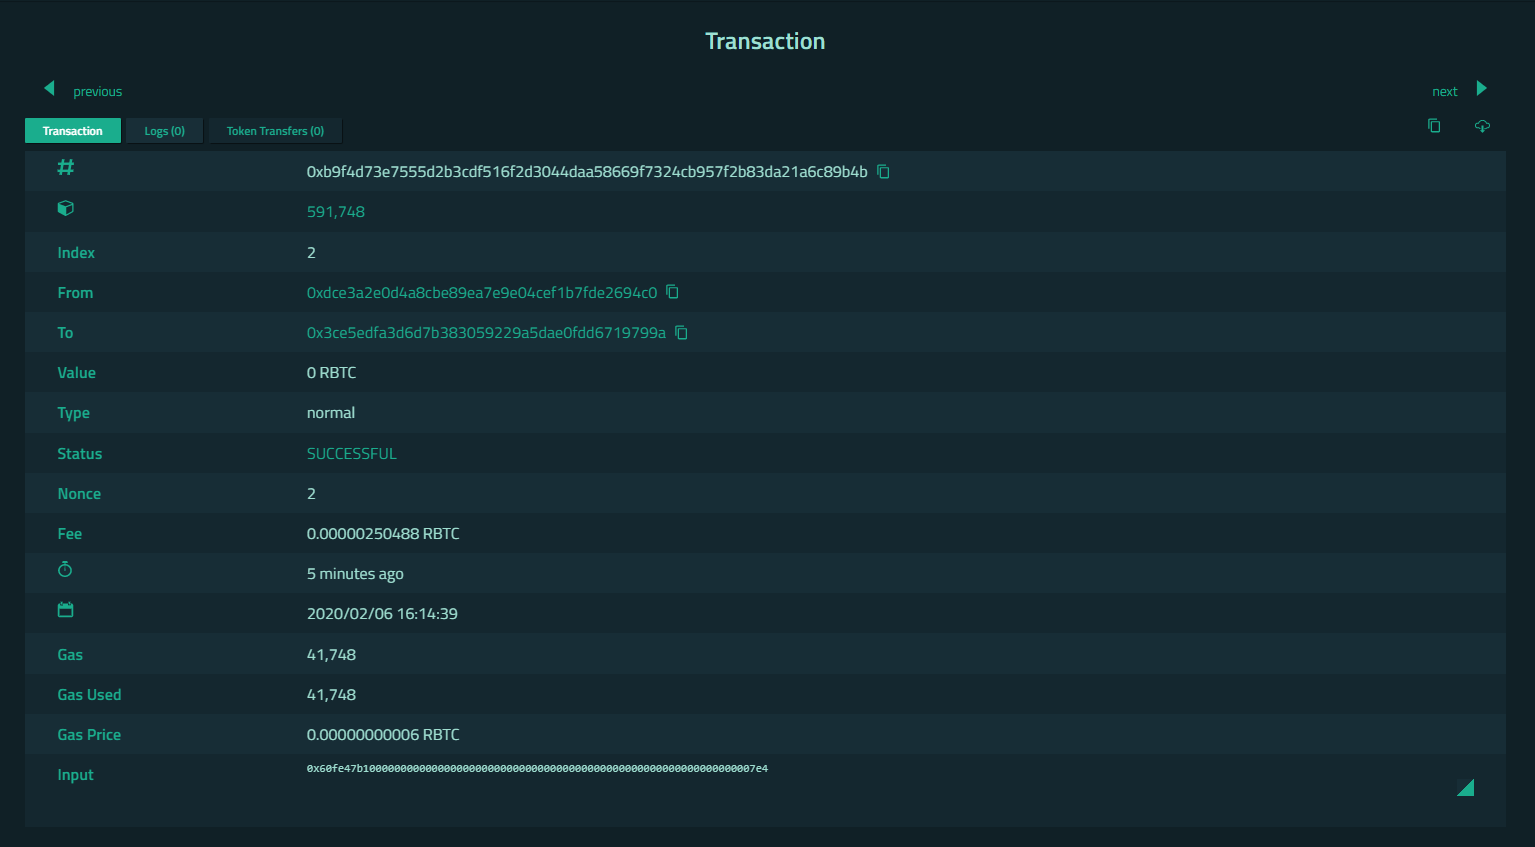 Transaction
previous
next
Transaction
Logs (0)
Token Transfers (0)
0xb9f4d73e7555d2b3cdf516f2d3044daa58669f7324cb957f2b83da21a6c89b4b
591,748
Index 2
From 0xdce3a2e0d4a8cbe89ea7e9e04cef1b7fde2694c0
To 0x3ce5edfa3d6d7b383059229a5dae0fdd6719799a
Value 0 RBTC
Type normal
Status SUCCESSFUL
Nonce 2
Fee 0.00000250488 RBTC
5 minutes ago
2020/02/06 16:14:39
Gas 41,748
Gas Used 41,748
Gas Price 0.00000000006 RBTC
Input 0x60fe47b100000000000000000000000000000000000000000000000000000000000007e4